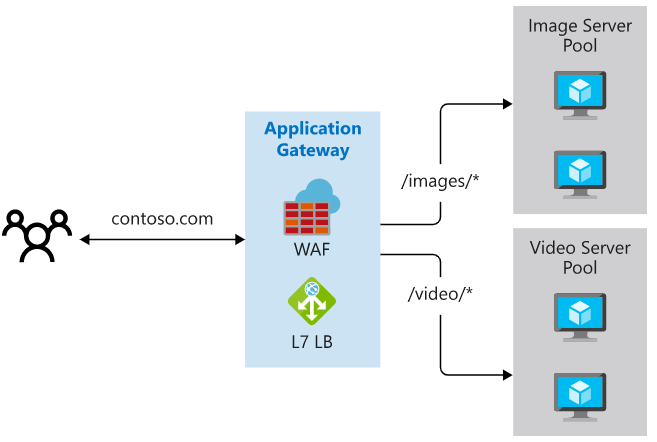 contoso.com
Application
Gateway
WAF
L7 LB
/images/*
/video/*
Image Server
Pool
Video Server
Pool